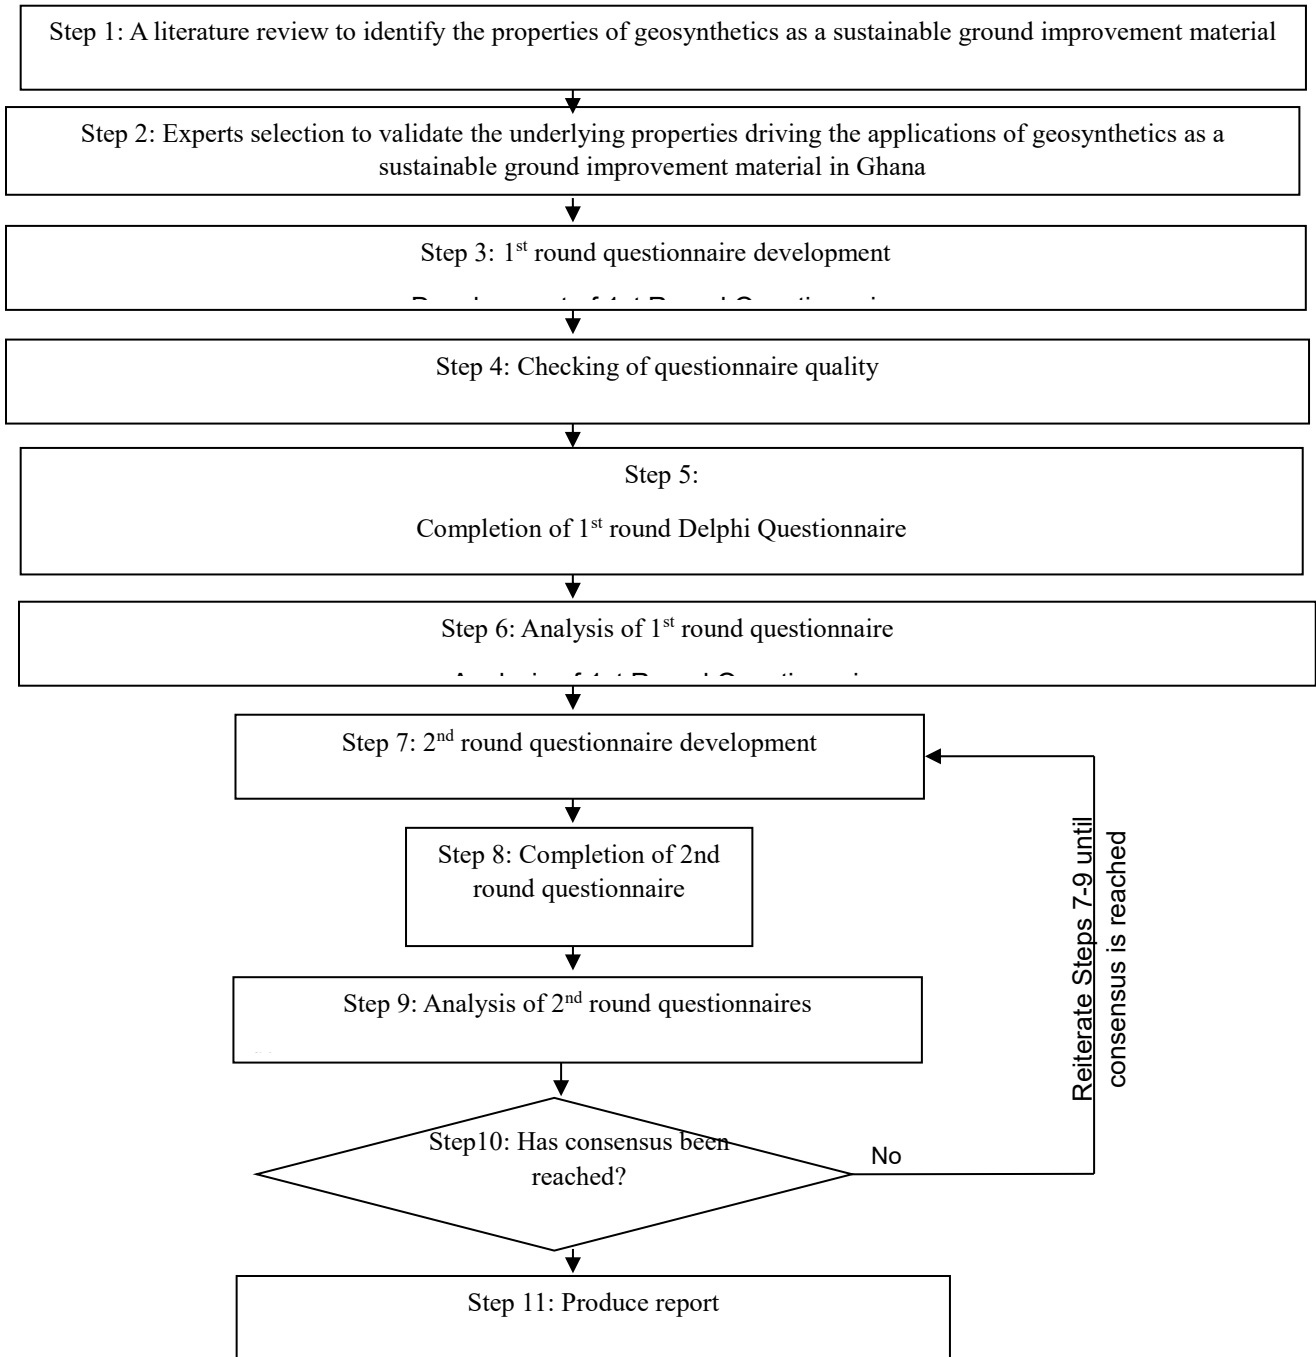 Step 1: A literature review to identify the properties of geosynthetics as a sustainable ground improvement material
Step 2: Experts selection to validate the underlying properties driving the applications of geosynthetics as a
sustainable ground improvement material in Ghana
Step 3: 1st round questionnaire development
Step 4: Checking of questionnaire quality
Step 5:
Completion of 1st round Delphi Questionnaire
Step 6: Analysis of 1st round questionnaire
Step 7: 2nd round questionnaire development
Step 8: Completion of 2nd
round questionnaire
Step 9: Analysis of 2nd round questionnaires
Step10: Has consensus been
reached?
No
Reiterate Steps 7-9 until
consensus is reached
Step 11: Produce report